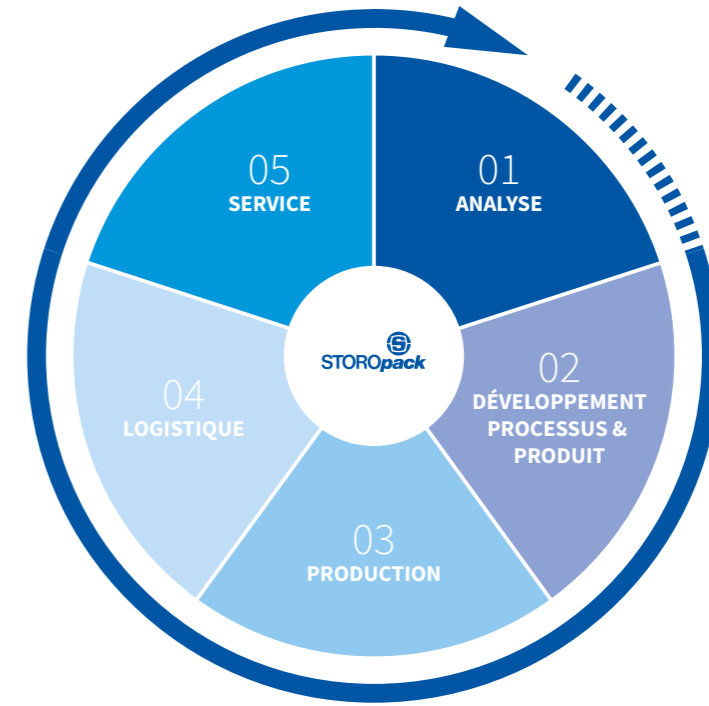 01
ANALYSE
02
DÉVELOPPEMENT
PROCESSUS &
PRODUIT
03
PRODUCTION
04
LOGISTIQUE
05
SERVICE
S
STOROpack